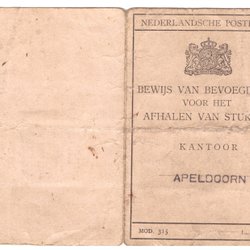 NEDERLANDSCHE POSTE
BEWIJS VAN BEVOEGD
VOOR HET
AFHALEN VAN STUK
KANTOOR
APELDOORN
MOD. 315